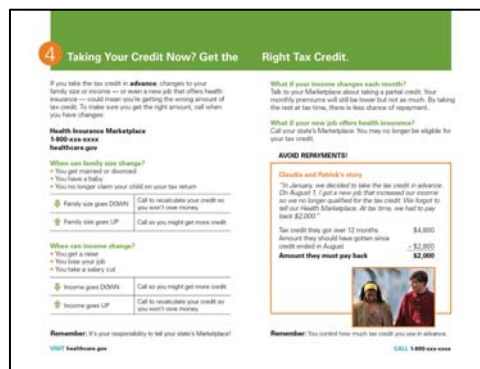 4 Taking Your Credit Now? Get the Right Tax Credit.
If you take the tax credit in advance, changes to your
family size or income — or even a new job that offers health
insurance — could mean you're getting the wrong amount of
tax credit. To make sure you get the right amount, call when
you have changes:
Health Insurance Marketplace
1-800-xxx-xxxx
healthcare.gov
When can family size change?
• You get married or divorced
• You have a baby
• You no longer claim your child on your tax return
Family size goes DOWN Call to recalculate your credit so
you won't owe money.
Family size goes UP Call so you might get more credit.
When can income change?
• You get a raise
• You lose your job
• You take a salary cut
Income goes DOWN Call so you might get more credit.
Income goes UP Call to recalculate your credit so
you won't owe money.
Remember: It's your responsibility to tell your state's Marketplace!
VISIT healthcare.gov
What if your income changes each month?
Talk to your Marketplace about taking a partial credit. Your
monthly premiums will still be lower but not as much. By taking
the rest at tax time, there is less chance of repayment.
What if your new job offers health insurance?
Call your state's Marketplace. You may no longer be eligible for
your tax credit.
AVOID REPAYMENTS!
Claudia and Patrick's story
"In January, we decided to take the tax credit in advance.
On August 1, I got a new job that increased our income
so we no longer qualified for the tax credit. We forgot to
tell our Health Marketplace. At tax time, we had to pay
back $2,000."
Tax credit they got over 12 months $4,800
Amount they should have gotten since
credit ended in August – $2,800
Amount they must pay back $2,000
Remember: You control how much tax credit you use in advance.
CALL 1-800-xxx-xxxx